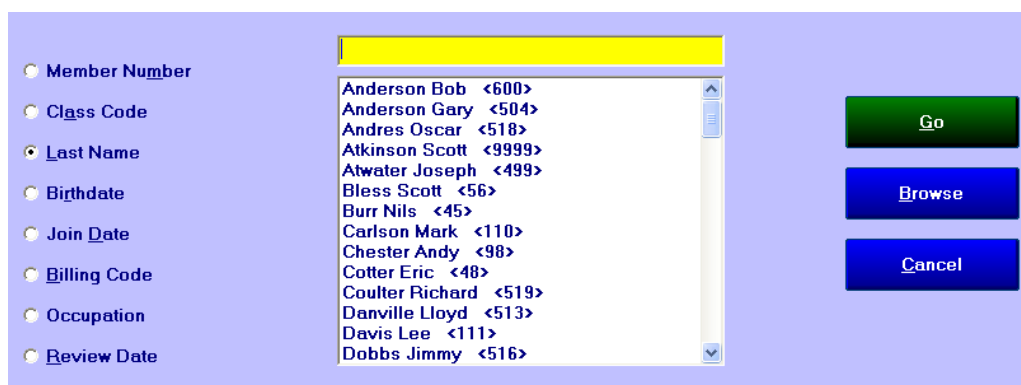 Member Number
Class Code
Last Name
Birthdate
Join Date
Billing Code
Occupation
Review Date
Anderson Bob <600>
Anderson Gary <504>
Andres Oscar <518>
Atkinson Scott <9999>
Atwater Joseph <499>
Bless Scott <56>
Burr Nils <45>
Carlson Mark <110>
Chester Andy <98>
Cotter Eric <48>
Coulter Richard <519>
Danville Lloyd <513>
Davis Lee <111>
Dobbs Jimmy <516>
Go
Browse
Cancel